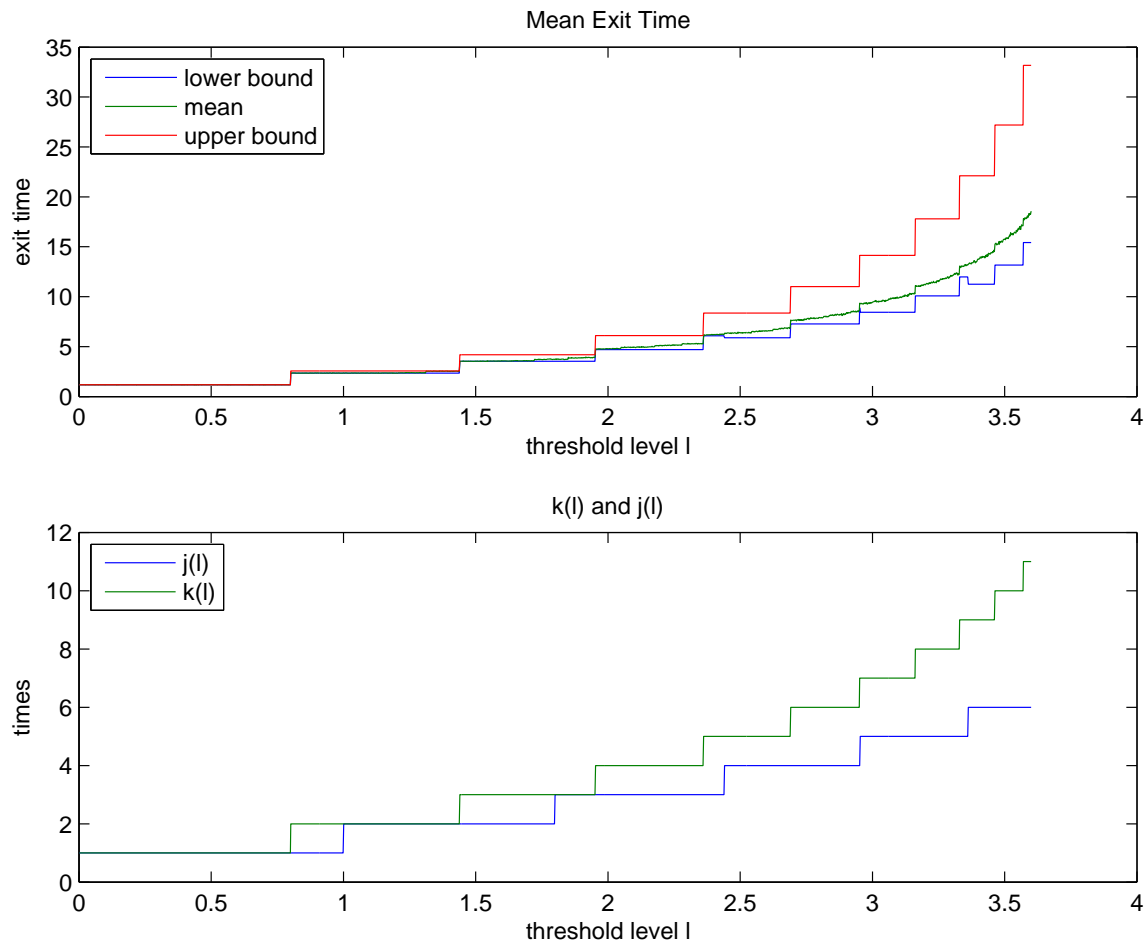 Mean Exit Time
35
30
25
20
15
10
5
0
exit time
lower bound
mean
upper bound
0 0.5 1 1.5 2 2.5 3 3.5 4
threshold level l
k(l) and j(l)
12
10
8
6
4
2
0
times
j(l)
k(l)
0 0.5 1 1.5 2 2.5 3 3.5 4
threshold level l